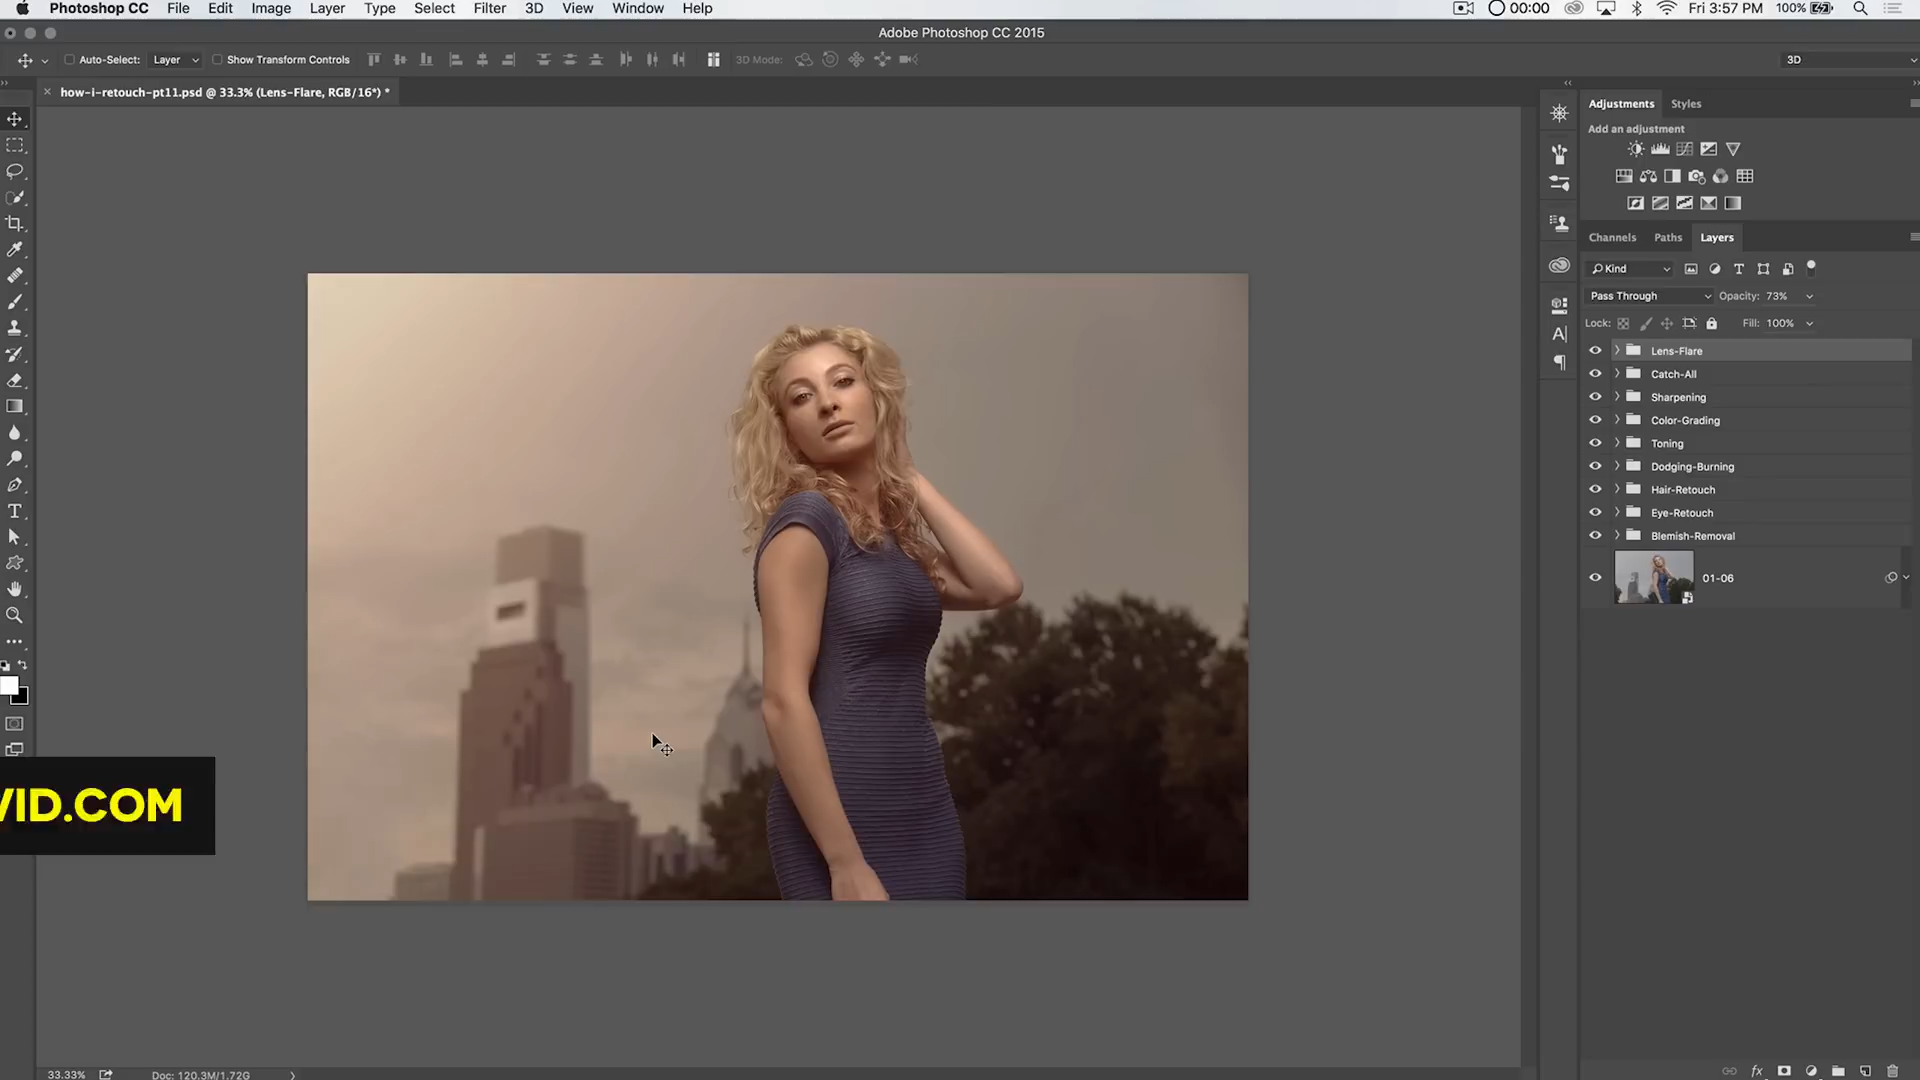 Photoshop CC File Edit Image Layer Type Select Filter 3D View Window Help 00:00 Fri 3:57 PM 100%
Adobe Photoshop CC 2015
Auto-Select: Layer Show Transform Controls 3D Mode: 3D
how-i-retouch-pt11.psd @ 33.3% (Lens-Flare, RGB/16*) *
Adjustments Styles
Add an adjustment
Channels Paths Layers
Kind
Pass Through Opacity: 73%
Lock: Fill: 100%
Lens-Flare
Catch-All
Sharpening
Color-Grading
Toning
Dodging-Burning
Hair-Retouch
Eye-Retouch
Blemish-Removal
01-06
VID.COM
33.33% Doc: 120.3M/1.72G